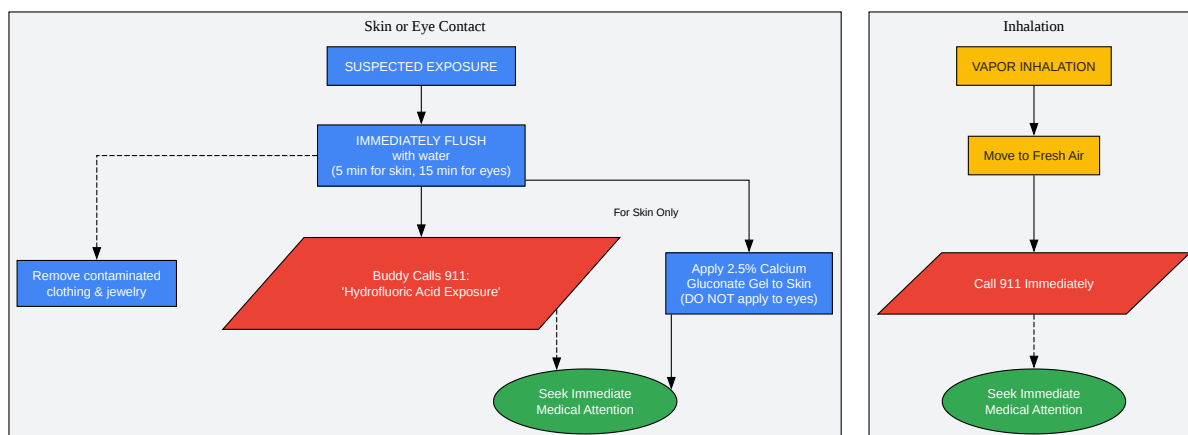 Skin or Eye Contact
SUSPECTED EXPOSURE
IMMEDIATELY FLUSH
with water
(5 min for skin, 15 min for eyes)
For Skin Only
Remove contaminated
clothing & jewelry
Buddy Calls 911:
'Hydrofluoric Acid Exposure'
Apply 2.5% Calcium
Gluconate Gel to Skin
(DO NOT apply to eyes)
Seek Immediate
Medical Attention
Inhalation
VAPOR INHALATION
Move to Fresh Air
Call 911 Immediately
Seek Immediate
Medical Attention